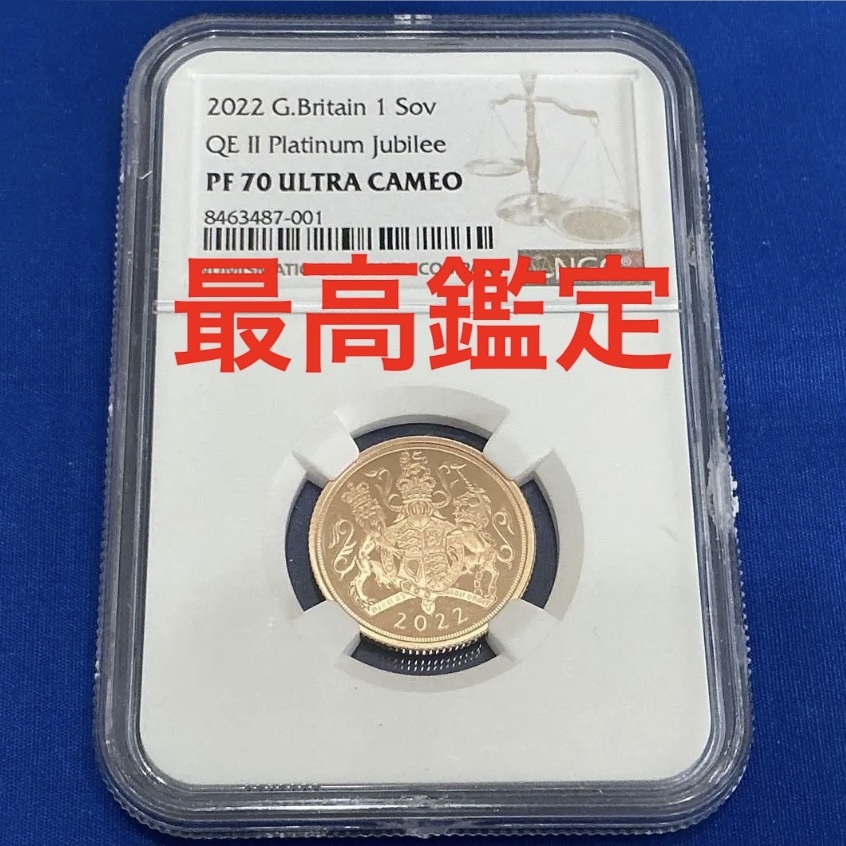 2022 G.Britain 1 Sov
QE II Platinum Jubilee
PF 70 ULTRA CAMEO
8463487-001
NGC
最高鑑定
2022